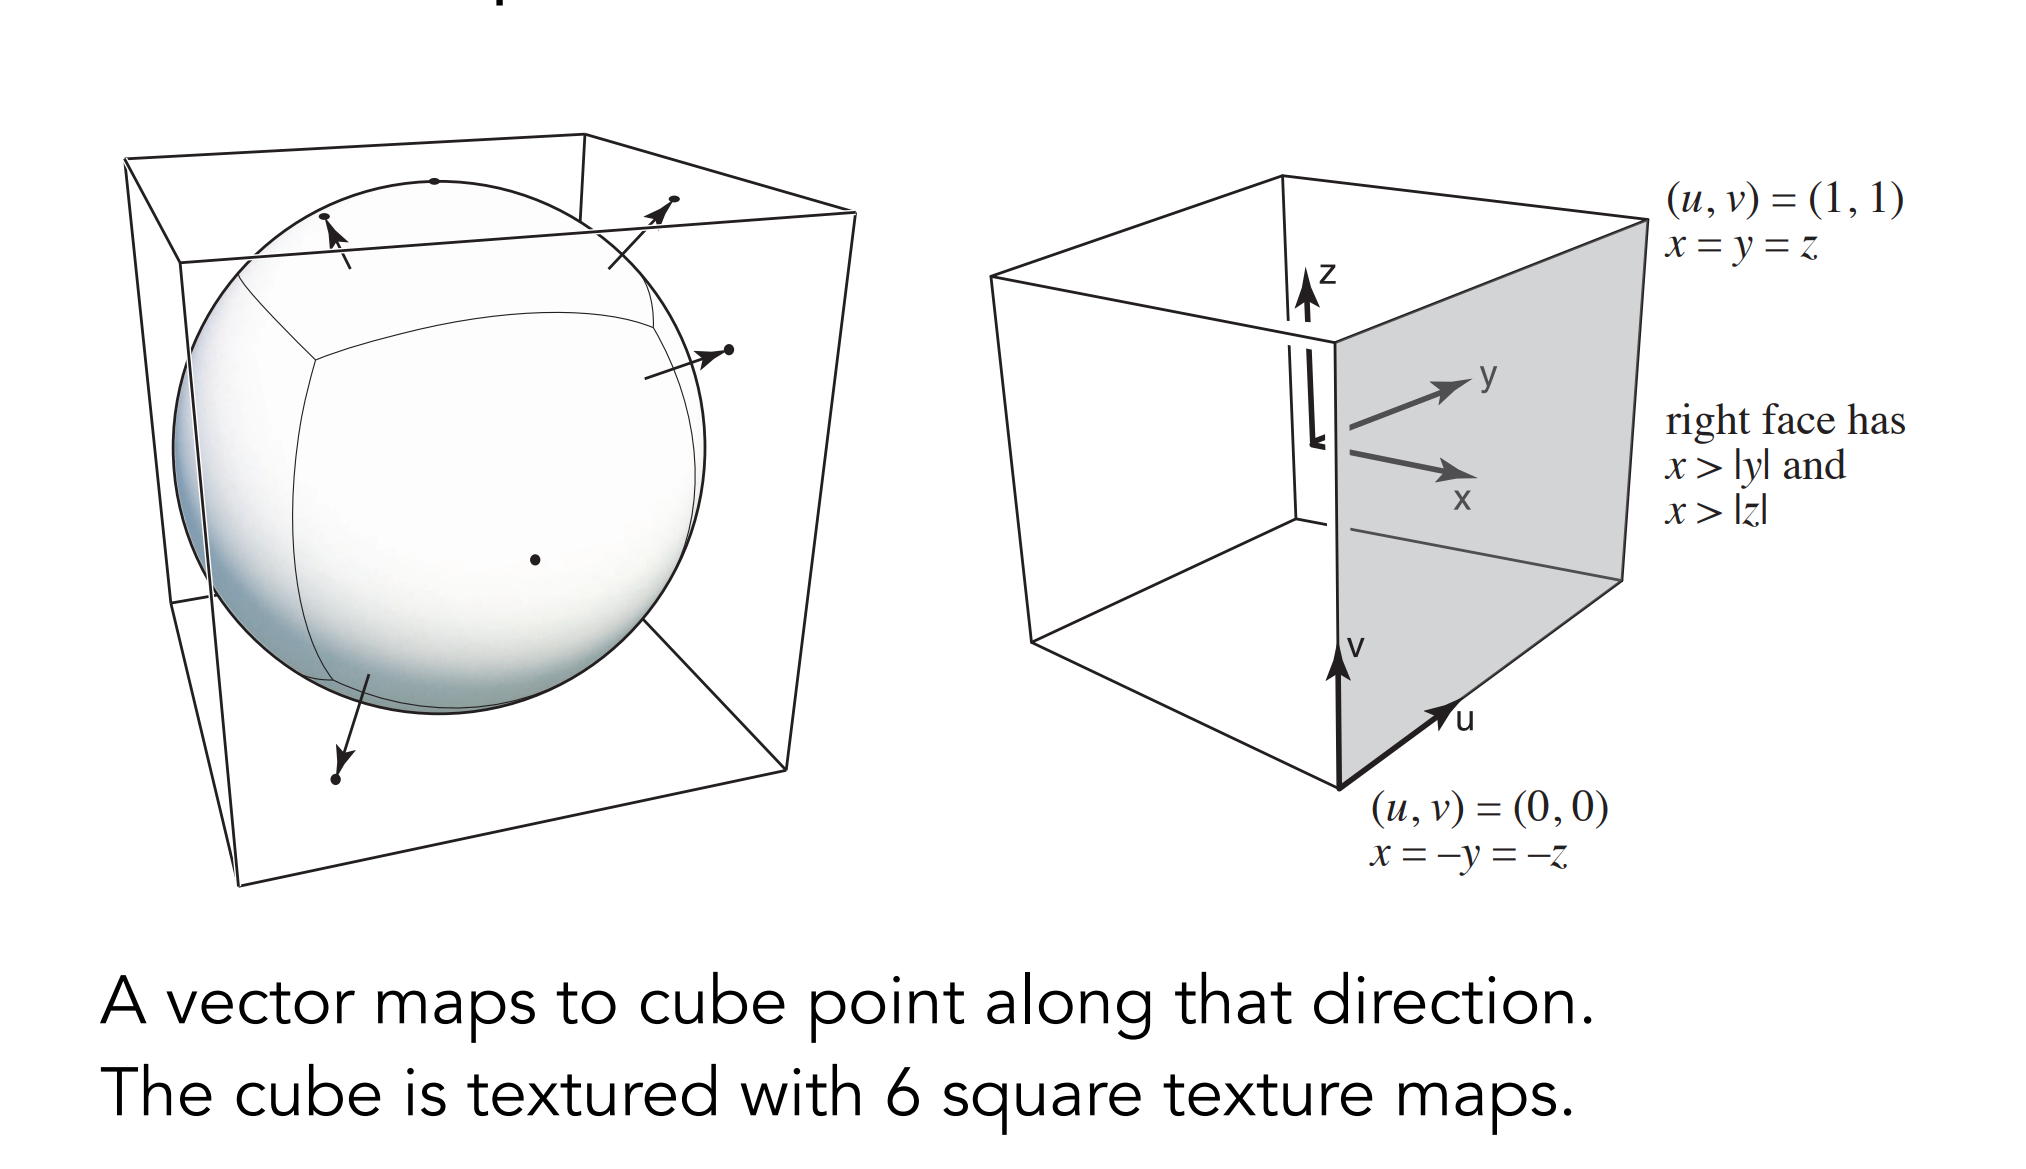 (u, v) = (1, 1)
x = y = z
z
y
x
right face has
x > |y| and
x > |z|
v
u
(u, v) = (0, 0)
x = –y = –z
A vector maps to cube point along that direction.
The cube is textured with 6 square texture maps.